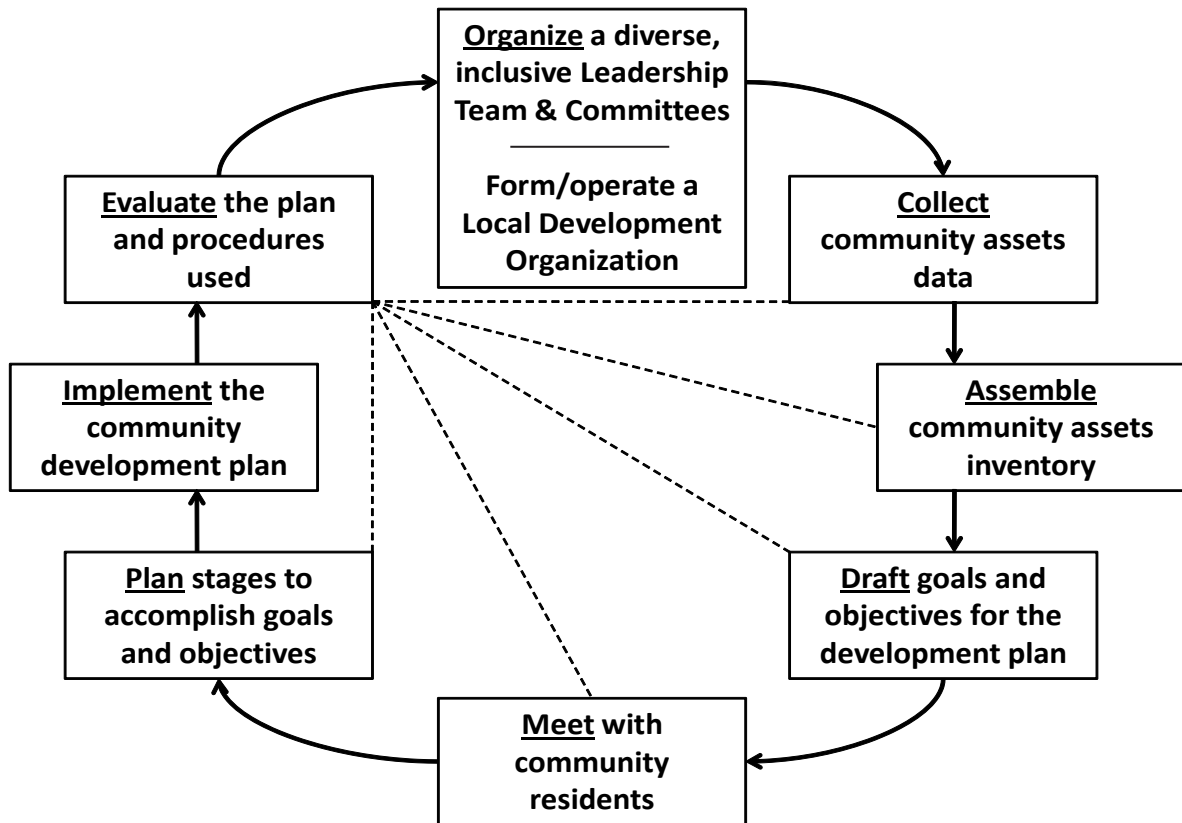 Organize a diverse,
inclusive Leadership
Team & Committees
Form/operate a
Local Development
Organization
Collect
community assets
data
Assemble
community assets
inventory
Draft goals and
objectives for the
development plan
Meet with
community
residents
Plan stages to
accomplish goals
and objectives
Implement the
community
development plan
Evaluate the plan
and procedures
used